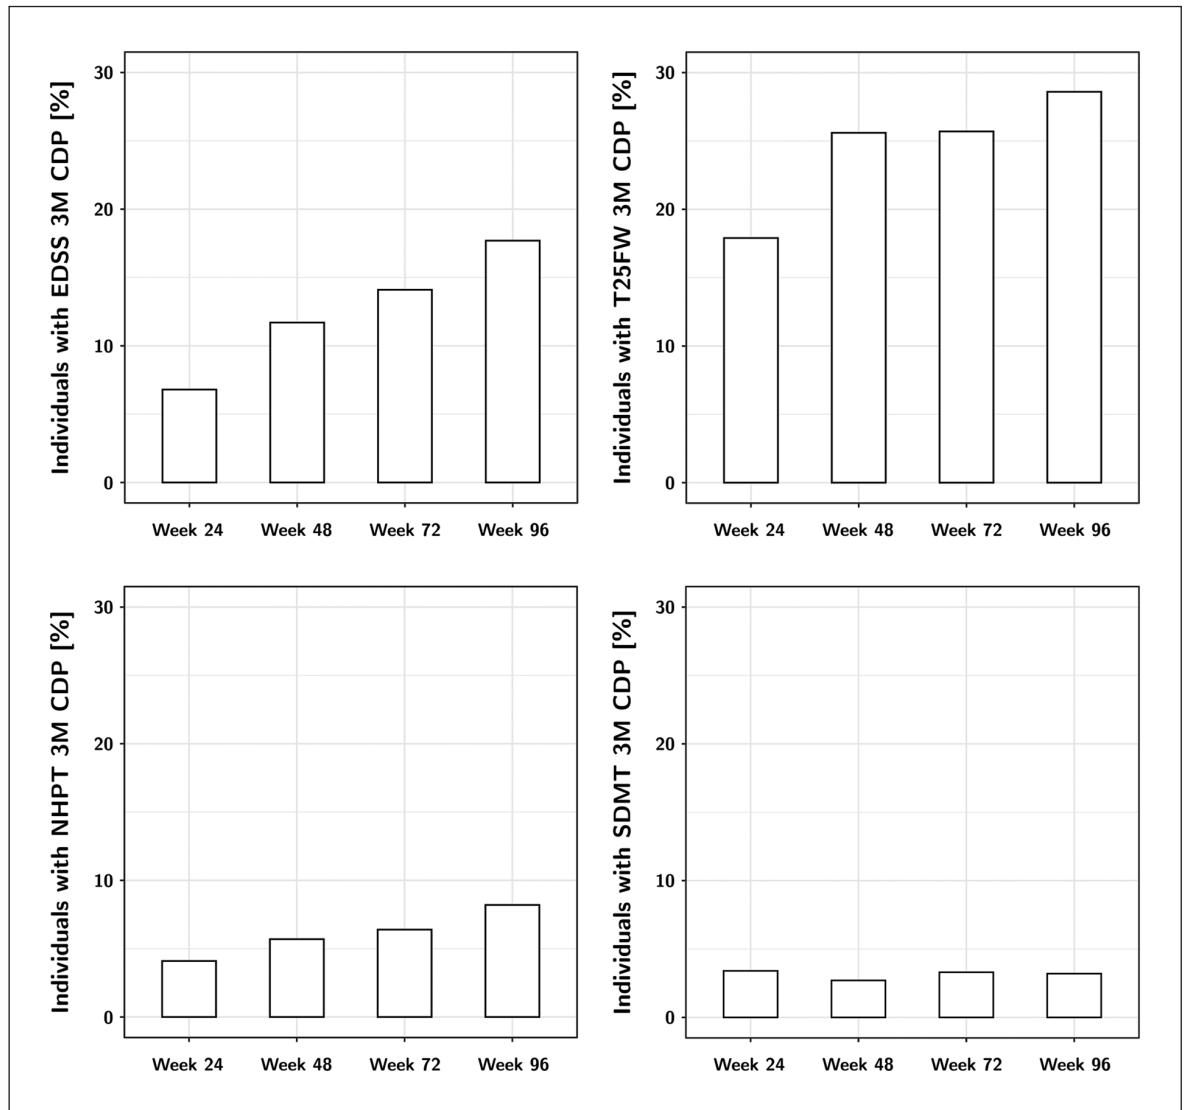 Individuals with EDSS 3M CDP [%]
30
20
10
0
Week 24 Week 48 Week 72 Week 96
Individuals with T25FW 3M CDP [%]
30
20
10
0
Week 24 Week 48 Week 72 Week 96
Individuals with NHPT 3M CDP [%]
30
20
10
0
Week 24 Week 48 Week 72 Week 96
Individuals with SDMT 3M CDP [%]
30
20
10
0
Week 24 Week 48 Week 72 Week 96